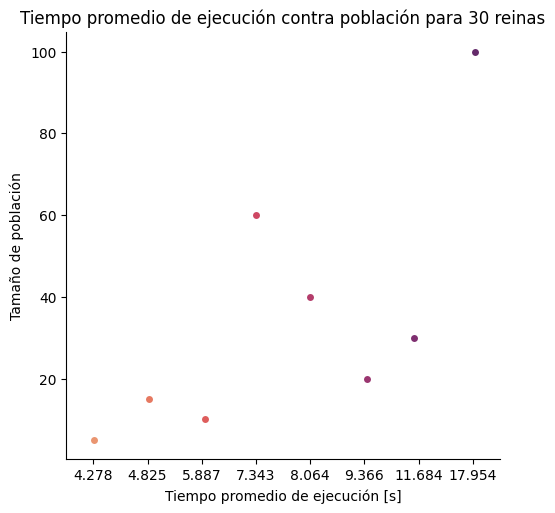 Tiempo promedio de ejecución contra población para 30 reinas
100
80
60
40
20
Tamaño de población
4.278 4.825 5.887 7.343 8.064 9.366 11.684 17.954
Tiempo promedio de ejecución [s]